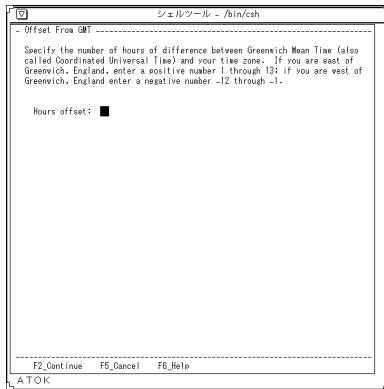 シェルツール - /bin/csh
- Offset From GMT -----------------------------------------------------------
Specify the number of hours of difference between Greenwich Mean Time (also
called Coordinated Universal Time) and your time zone.  If you are east of
Greenwich, England, enter a positive number 1 through 13; if you are west of
Greenwich, England enter a negative number -12 through -1.
Hours offset:
-----------------------------------------------------------------------------
F2_Continue    F5_Cancel    F6_Help
ATOK